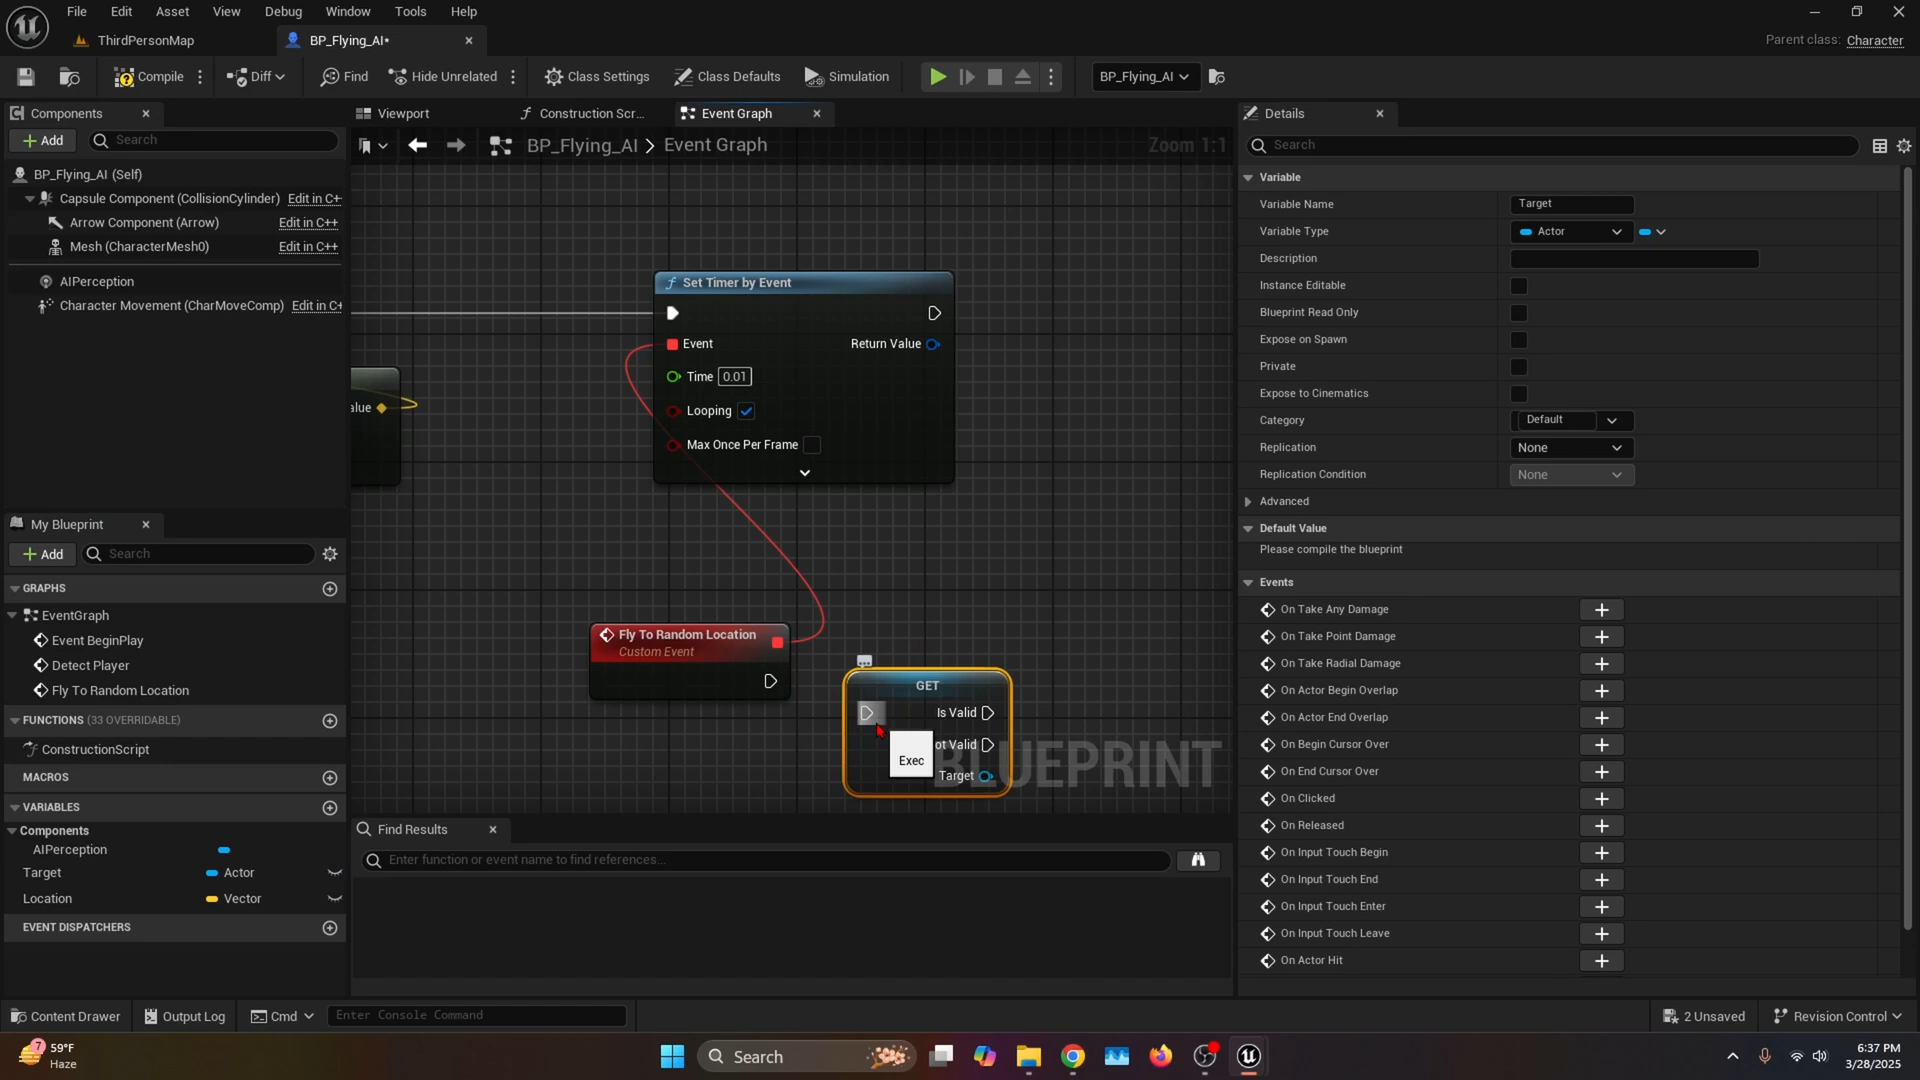 File Edit Asset View Debug Window Tools Help
ThirdPersonMap
BP_Flying_AI*
Parent class: Character
Compile
Diff
Find
Hide Unrelated
Class Settings
Class Defaults
Simulation
BP_Flying_AI
Components
Add
Search
BP_Flying_AI (Self)
Capsule Component (CollisionCylinder) Edit in C+
Arrow Component (Arrow) Edit in C++
Mesh (CharacterMesh0) Edit in C++
AIPerception
Character Movement (CharMoveComp) Edit in C+
My Blueprint
Add
Search
GRAPHS
EventGraph
Event BeginPlay
Detect Player
Fly To Random Location
FUNCTIONS (33 OVERRIDABLE)
ConstructionScript
MACROS
VARIABLES
Components
AIPerception
Target Actor
Location Vector
EVENT DISPATCHERS
Viewport
Construction Scr...
Event Graph
BP_Flying_AI > Event Graph
Zoom 1:1
Set Timer by Event
Event
Return Value
Time 0.01
Looping
Max Once Per Frame
alue
Fly To Random Location
Custom Event
GET
Is Valid
ot Valid
Target
Exec
BLUEPRINT
Find Results
Enter function or event name to find references...
Details
Search
Variable
Variable Name Target
Variable Type Actor
Description
Instance Editable
Blueprint Read Only
Expose on Spawn
Private
Expose to Cinematics
Category Default
Replication None
Replication Condition None
Advanced
Default Value
Please compile the blueprint
Events
On Take Any Damage
On Take Point Damage
On Take Radial Damage
On Actor Begin Overlap
On Actor End Overlap
On Begin Cursor Over
On End Cursor Over
On Clicked
On Released
On Input Touch Begin
On Input Touch End
On Input Touch Enter
On Input Touch Leave
On Actor Hit
Content Drawer
Output Log
Cmd
Enter Console Command
2 Unsaved
Revision Control
7
59°F
Haze
Search
6:37 PM
3/28/2025